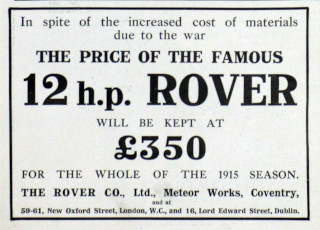 In spite of the increased cost of materials
due to the war
THE PRICE OF THE FAMOUS
12 h.p. ROVER
WILL BE KEPT AT
£350
FOR THE WHOLE OF THE 1915 SEASON.
THE ROVER CO., Ltd., Meteor Works, Coventry,
and at
59-61, New Oxford Street, London, W.C., and 16, Lord Edward Street, Dublin.